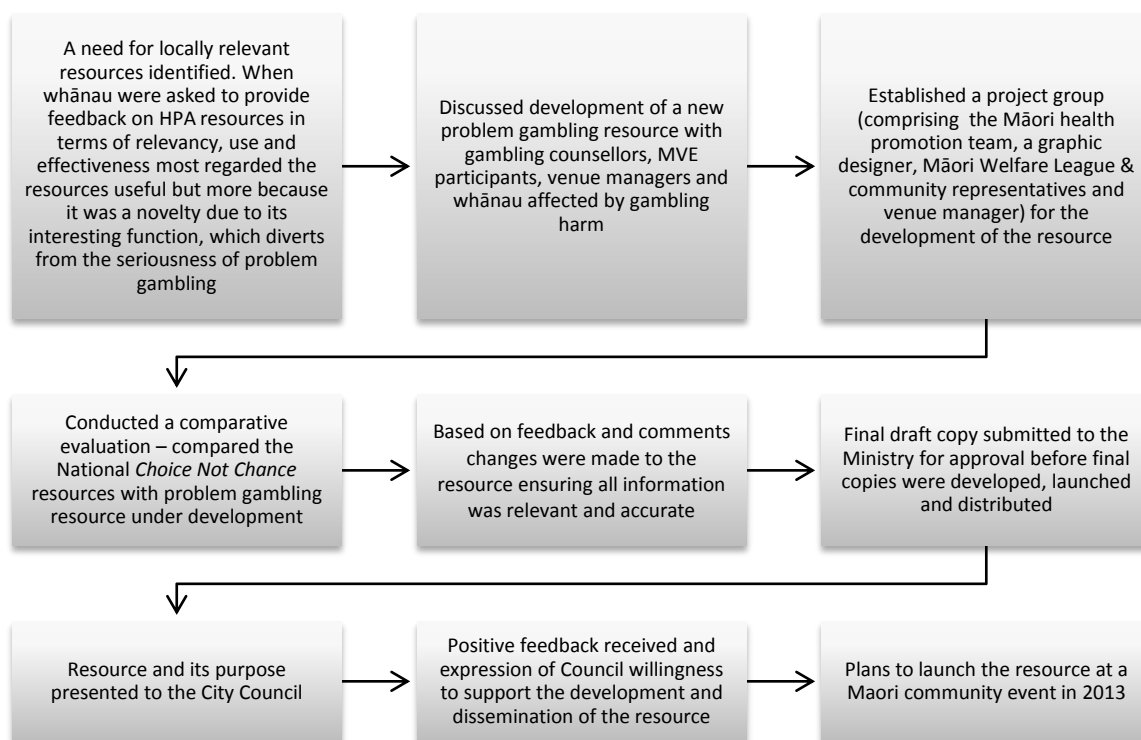 A need for locally relevant
resources identified. When
whānau were asked to provide
feedback on HPA resources in
terms of relevancy, use and
effectiveness most regarded the
resources useful but more because
it was a novelty due to its
interesting function, which diverts
from the seriousness of problem
gambling
Discussed development of a new
problem gambling resource with
gambling counsellors, MVE
participants, venue managers and
whānau affected by gambling
harm
Established a project group
(comprising the Māori health
promotion team, a graphic
designer, Māori Welfare League &
community representatives and
venue manager) for the
development of the resource
Conducted a comparative
evaluation – compared the
National Choice Not Chance
resources with problem gambling
resource under development
Based on feedback and comments
changes were made to the
resource ensuring all information
was relevant and accurate
Final draft copy submitted to the
Ministry for approval before final
copies were developed, launched
and distributed
Resource and its purpose
presented to the City Council
Positive feedback received and
expression of Council willingness
to support the development and
dissemination of the resource
Plans to launch the resource at a
Maori community event in 2013